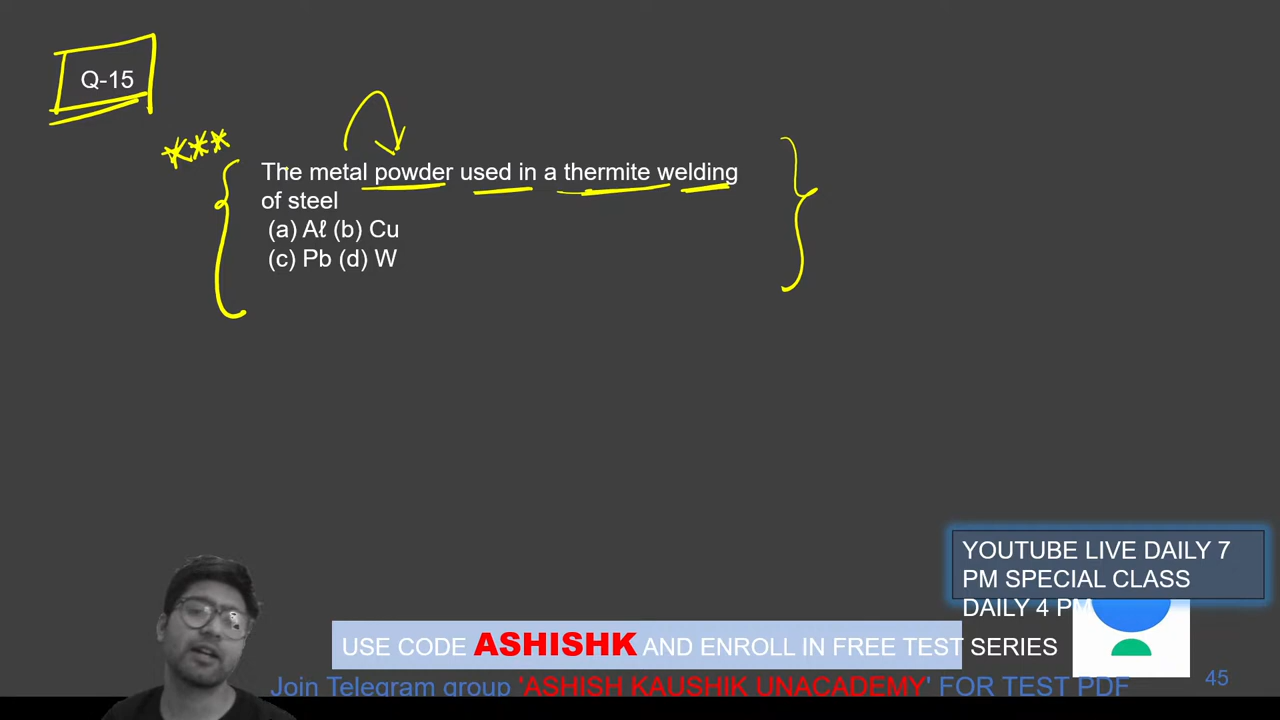 Q-15
***
The metal powder used in a thermite welding
of steel
(a) Aℓ (b) Cu
(c) Pb (d) W
YOUTUBE LIVE DAILY 7
PM SPECIAL CLASS
DAILY 4 PM
USE CODE ASHISHK AND ENROLL IN FREE TEST SERIES
Join Telegram group 'ASHISH KAUSHIK UNACADEMY' FOR TEST PDF
45